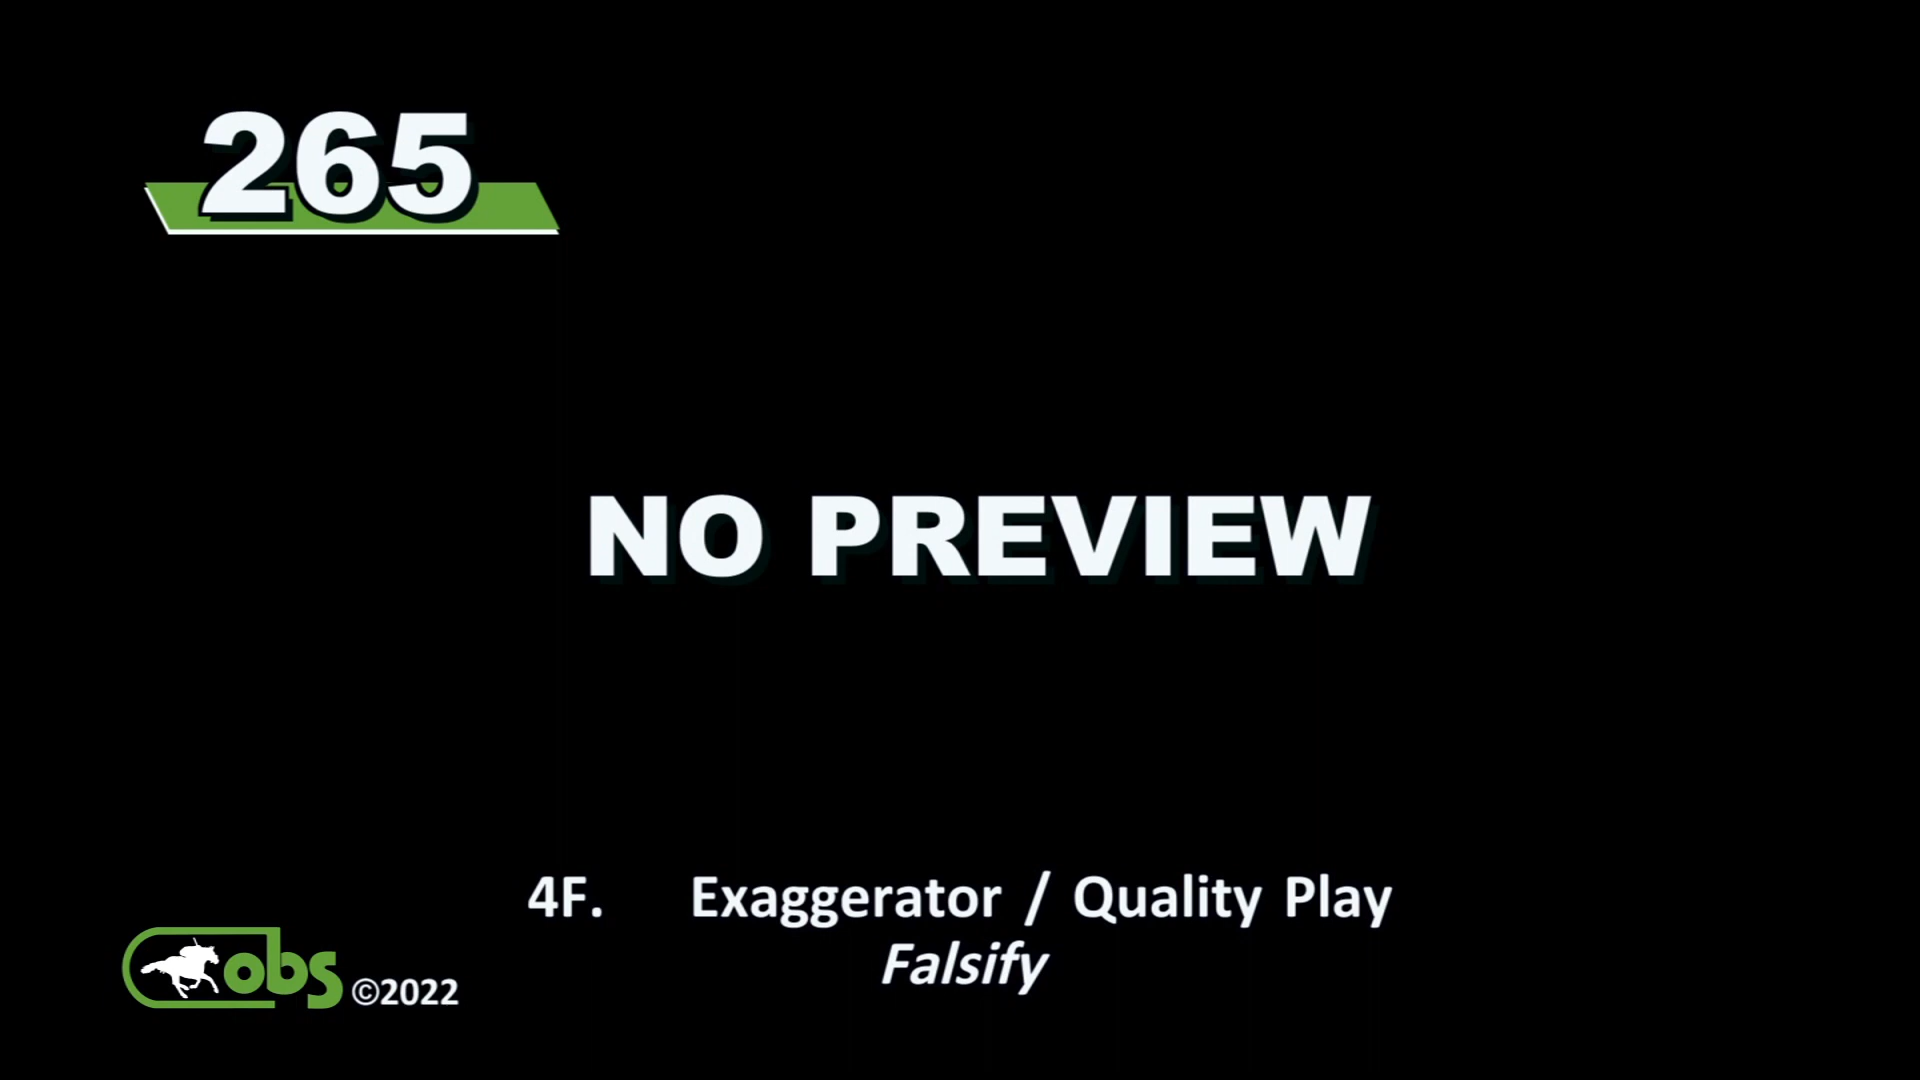 265
NO PREVIEW
4F. Exaggerator / Quality Play
Falsify
obs ©2022